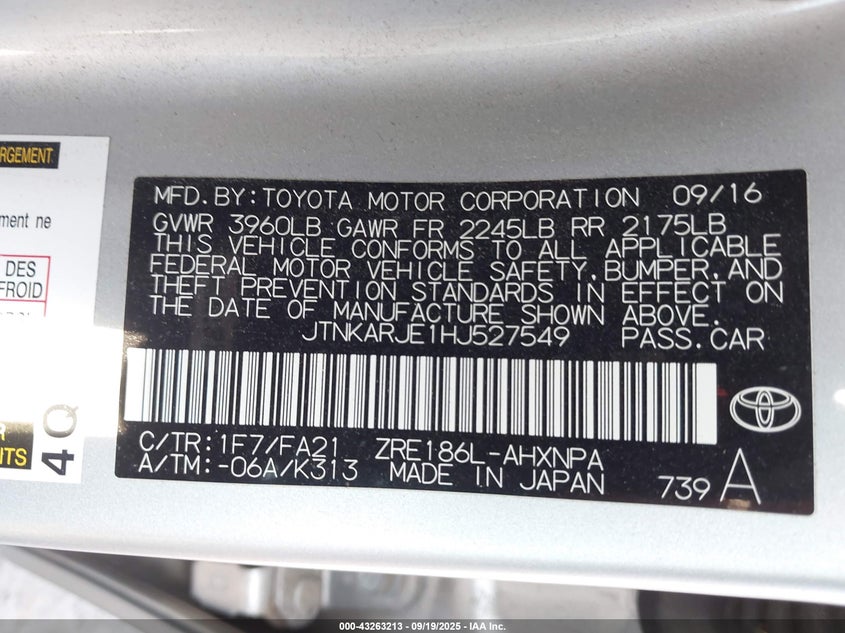 RGEMENT
ment ne
DES
FROID
ITS
4 Q
MFD.BY:TOYOTA MOTOR CORPORATION 09/16
GVWR 3960LB GAWR FR 2245LB RR 2175LB
THIS VEHICLE CONFORMS TO ALL APPLICABLE
FEDERAL MOTOR VEHICLE SAFETY,BUMPER,AND
THEFT PREVENTION STANDARDS IN EFFECT ON
THE DATE OF MANUFACTURE SHOWN ABOVE.
JTNKARJE1HJ527549 PASS.CAR
C/TR:1F7/FA21 ZRE186L-AHXNPA
A/TM:-06A/K313 MADE IN JAPAN 739 A
000-43263213 - 09/19/2025 - IAA Inc.